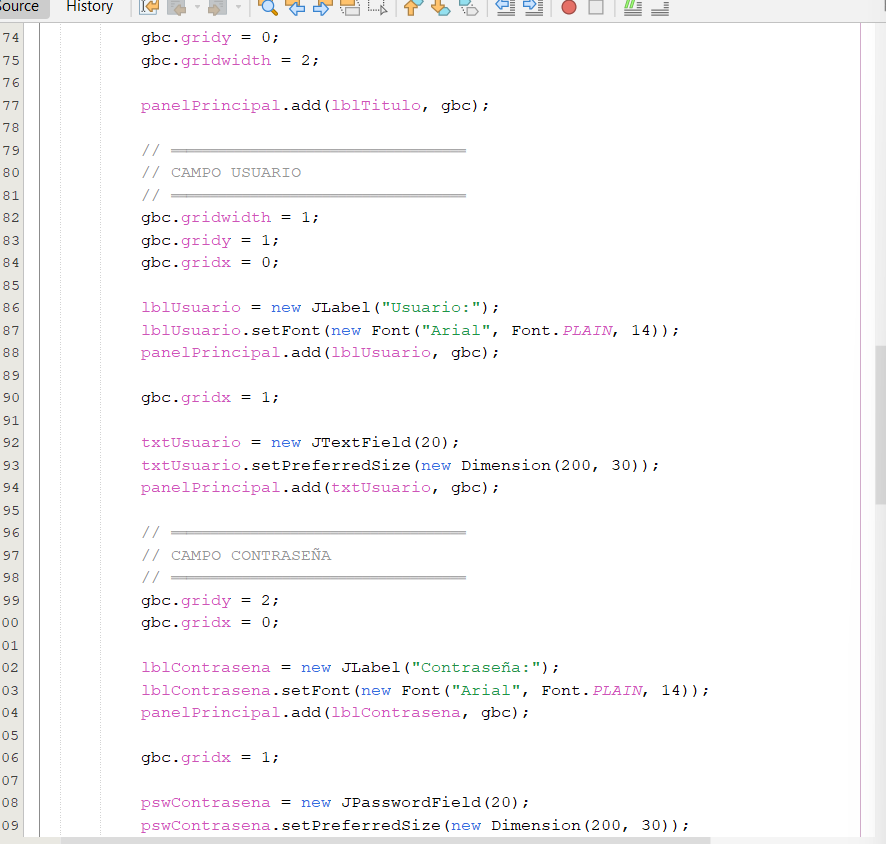 Source History
74 gbc.gridy = 0;
75 gbc.gridwidth = 2;
76
77 panelPrincipal.add(lblTitulo, gbc);
78
79 // ═════════════════════════════
80 // CAMPO USUARIO
81 // ═════════════════════════════
82 gbc.gridwidth = 1;
83 gbc.gridy = 1;
84 gbc.gridx = 0;
85
86 lblUsuario = new JLabel("Usuario:");
87 lblUsuario.setFont(new Font("Arial", Font.PLAIN, 14));
88 panelPrincipal.add(lblUsuario, gbc);
89
90 gbc.gridx = 1;
91
92 txtUsuario = new JTextField(20);
93 txtUsuario.setPreferredSize(new Dimension(200, 30));
94 panelPrincipal.add(txtUsuario, gbc);
95
96 // ═════════════════════════════
97 // CAMPO CONTRASEÑA
98 // ═════════════════════════════
99 gbc.gridy = 2;
00 gbc.gridx = 0;
01
02 lblContrasena = new JLabel("Contraseña:");
03 lblContrasena.setFont(new Font("Arial", Font.PLAIN, 14));
04 panelPrincipal.add(lblContrasena, gbc);
05
06 gbc.gridx = 1;
07
08 pswContrasena = new JPasswordField(20);
09 pswContrasena.setPreferredSize(new Dimension(200, 30));